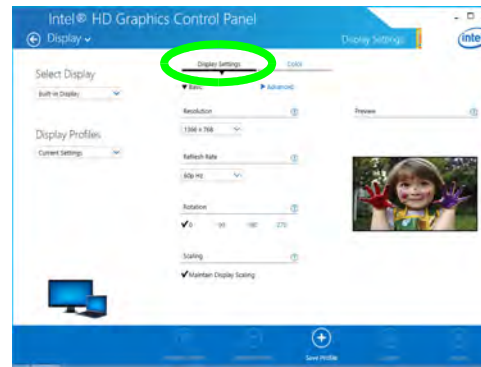 Intel® HD Graphics Control Panel
Display
Display Settings
Display Settings
Color
Select Display
Built-in Display
Basic
Advanced
Resolution
Preview
1366 x 768
Display Profiles
Current Settings
Refresh Rate
60p Hz
Rotation
0
90
180
270
Scaling
Maintain Display Scaling
Save Profile